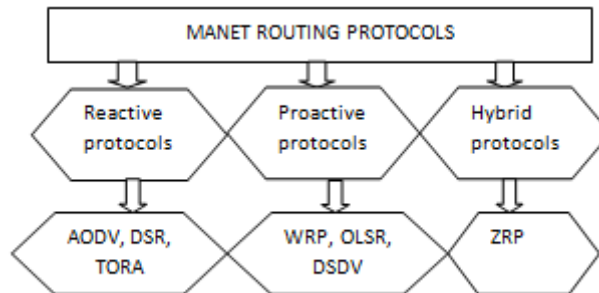 MANET ROUTING PROTOCOLS
Reactive
protocols
Proactive
protocols
Hybrid
protocols
AODV, DSR,
TORA
WRP, OLSR,
DSDV
ZRP